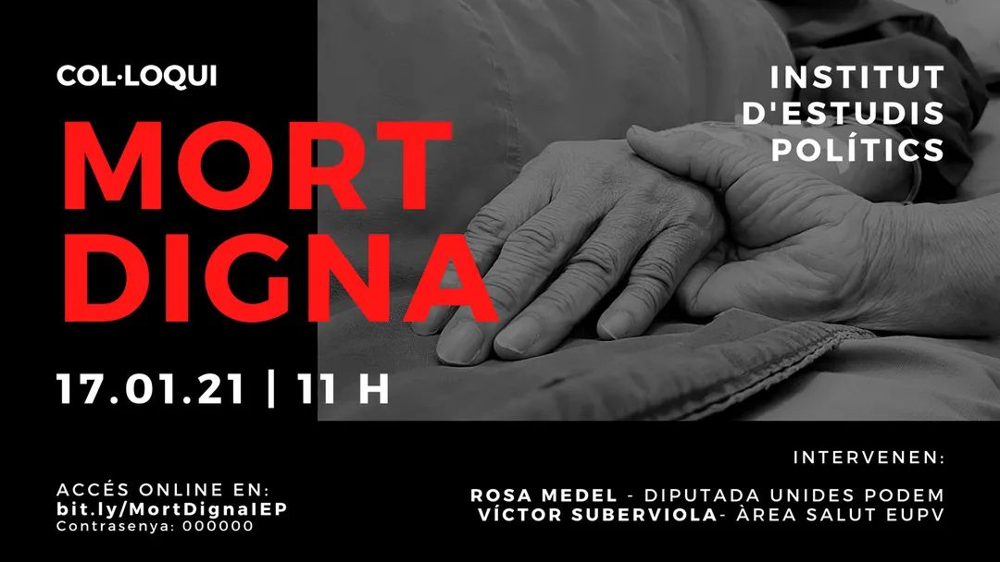 COL·LOQUI
MORT
DIGNA
17.01.21 | 11 H
INSTITUT
D'ESTUDIS
POLÍTICS
INTERVENEN:
ROSA MEDEL - DIPUTADA UNIDES PODEM
VÍCTOR SUBERVIOLA- ÀREA SALUT EUPV
ACCÉS ONLINE EN:
bit.ly/MortDignaIEP
Contrasenya: 000000